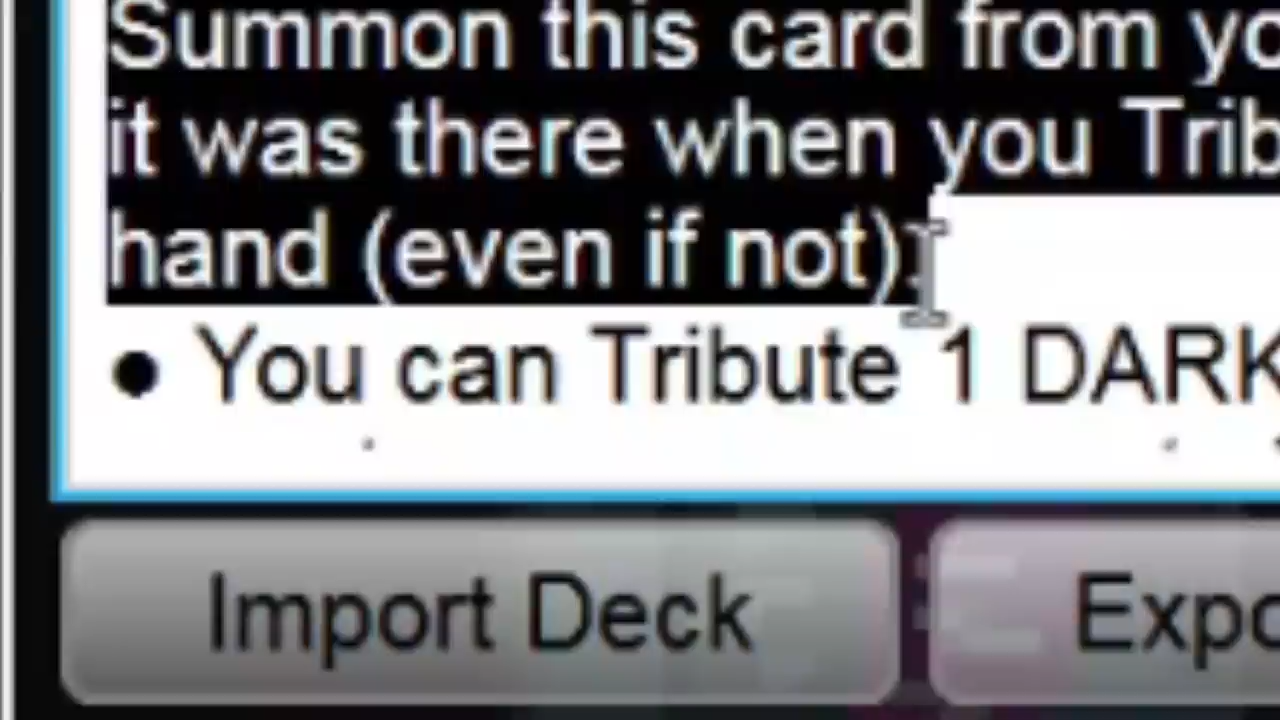 Summon this card from yo
it was there when you Trib
hand (even if not);
● You can Tribute 1 DARK
Import Deck
Expo